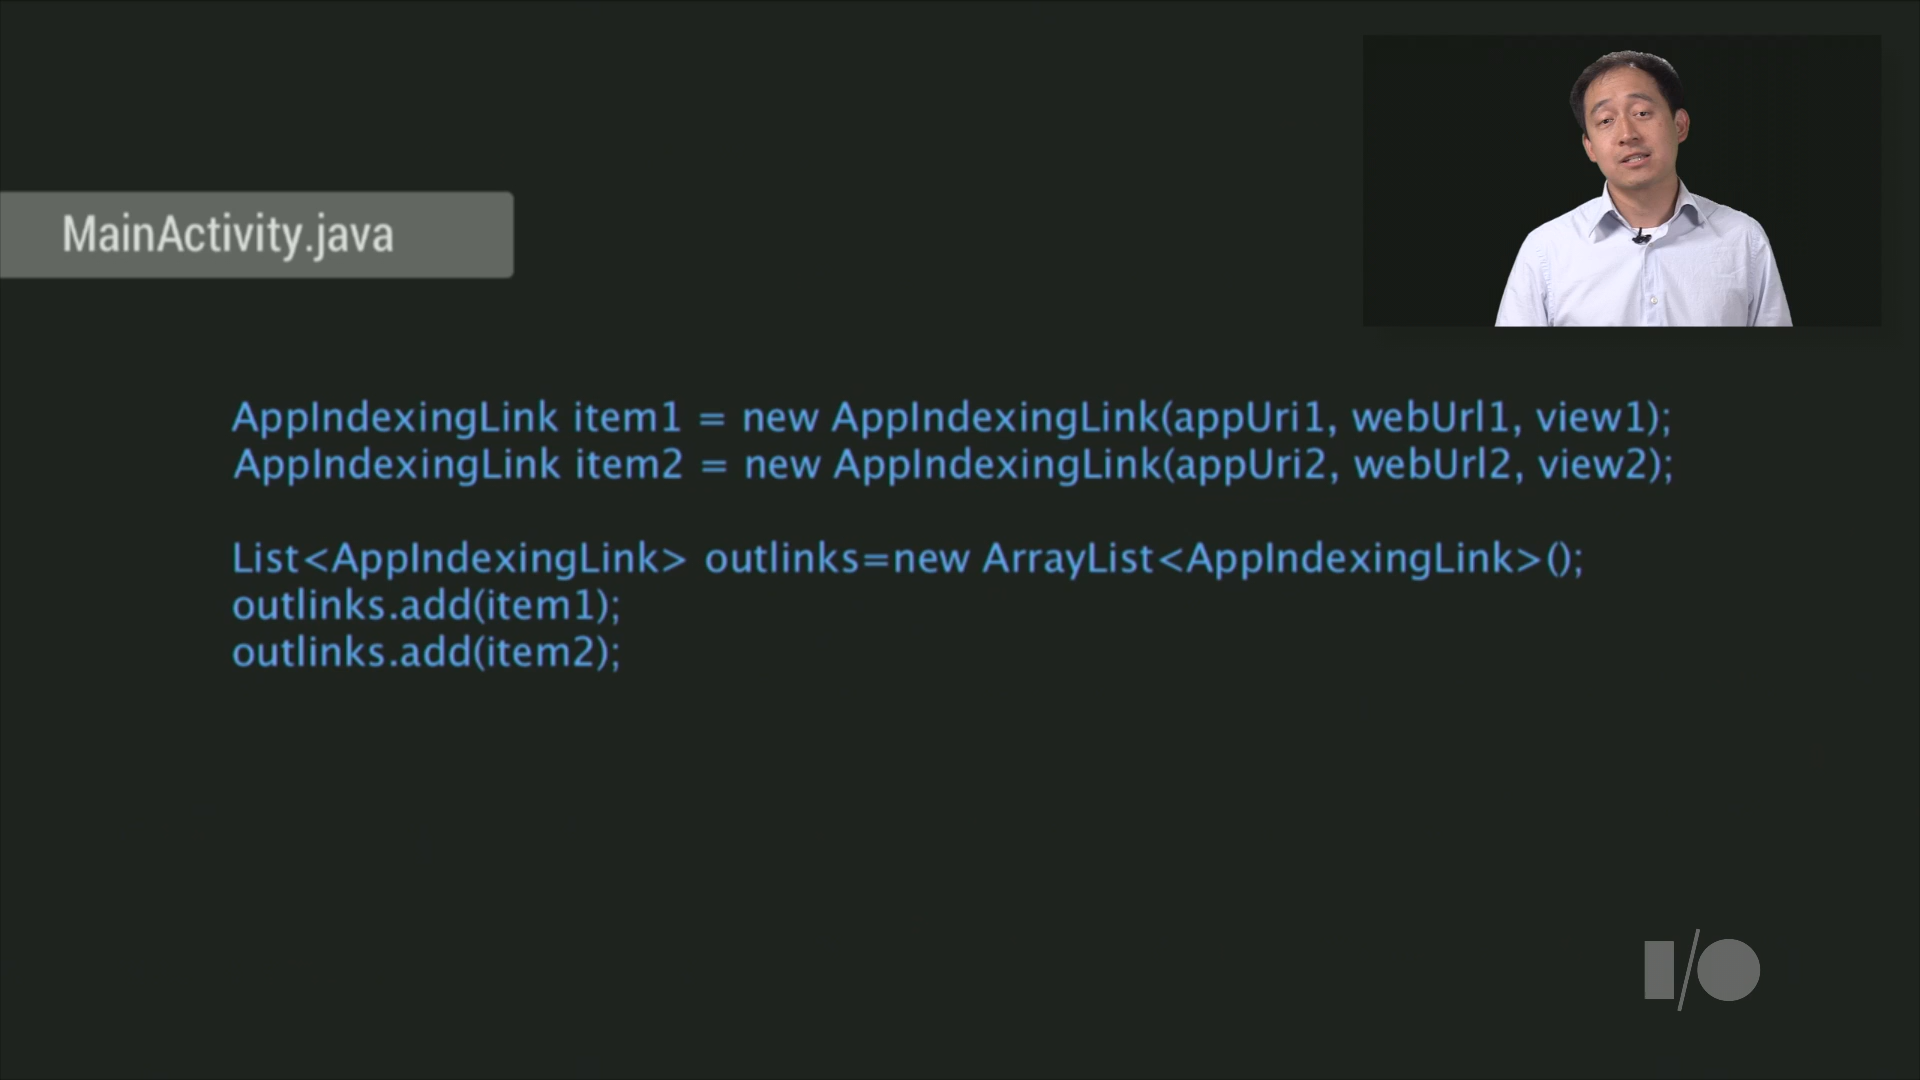 MainActivity.java
AppIndexingLink item1 = new AppIndexingLink(appUri1, webUrl1, view1);
AppIndexingLink item2 = new AppIndexingLink(appUri2, webUrl2, view2);
List<AppIndexingLink> outlinks=new ArrayList<AppIndexingLink>();
outlinks.add(item1);
outlinks.add(item2);
I/O